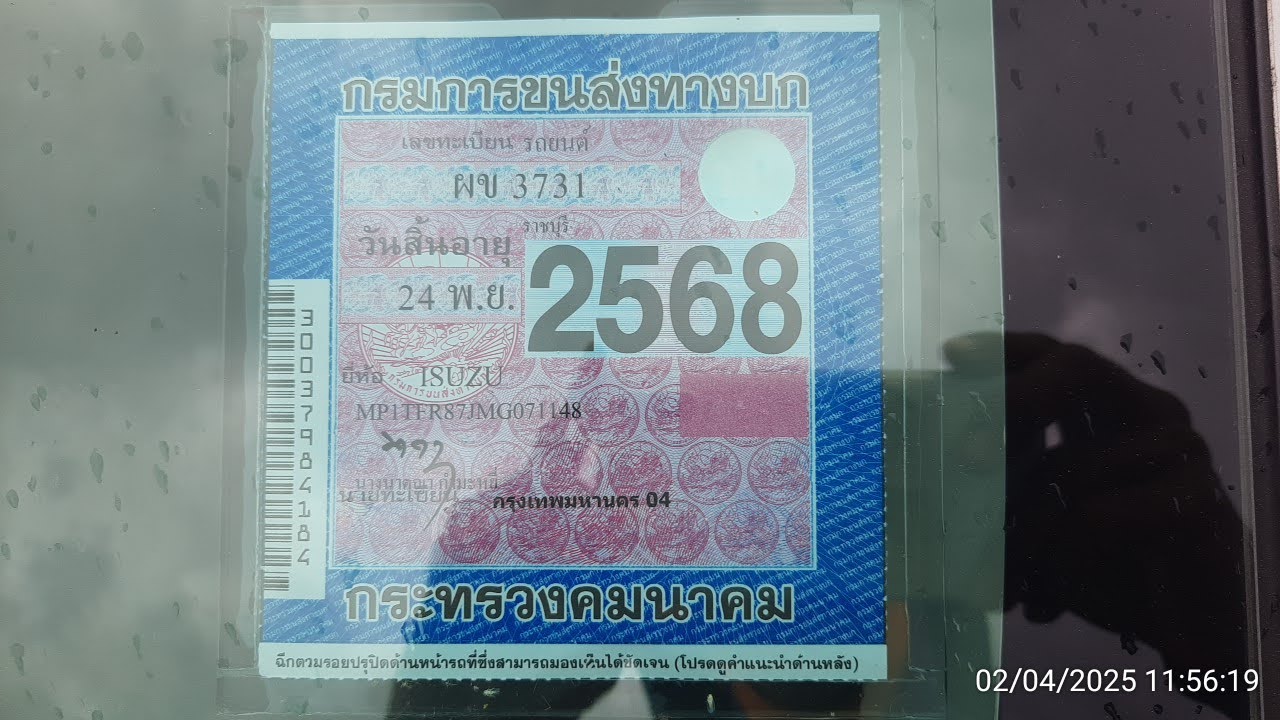 กรมการขนส่งทางบก
เลขทะเบียน รถยนต์
ผข 3731
ราชบุรี
วันสิ้นอายุ
24 พ.ย.
2568
ยี่ห้อ ISUZU
MP1TFR87JMG071148
นายทะเบียน
กรุงเทพมหานคร 04
30037984184
กระทรวงคมนาคม
ฉีกตามรอยปรุปิดด้านหน้ารถที่ซึ่งสามารถมองเห็นได้ชัดเจน (โปรดดูคำแนะนำด้านหลัง)
02/04/2025 11:56:19